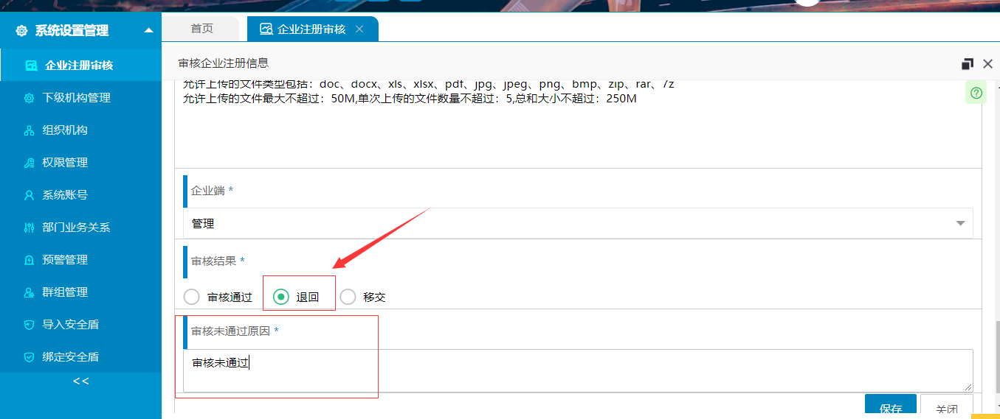 系统设置管理
首页
企业注册审核
企业注册审核
审核企业注册信息
下级机构管理
组织机构
权限管理
系统账号
部门业务关系
预警管理
群组管理
导入安全盾
绑定安全盾
<<
允许上传的文件类型包括：doc、docx、xls、xlsx、pdf、jpg、jpeg、png、bmp、zip、rar、7z
允许上传的文件最大不超过：50M,单次上传的文件数量不超过：5,总和大小不超过：250M
企业端 *
管理
审核结果 *
审核通过
退回
移交
审核未通过原因 *
审核未通过
保存
关闭